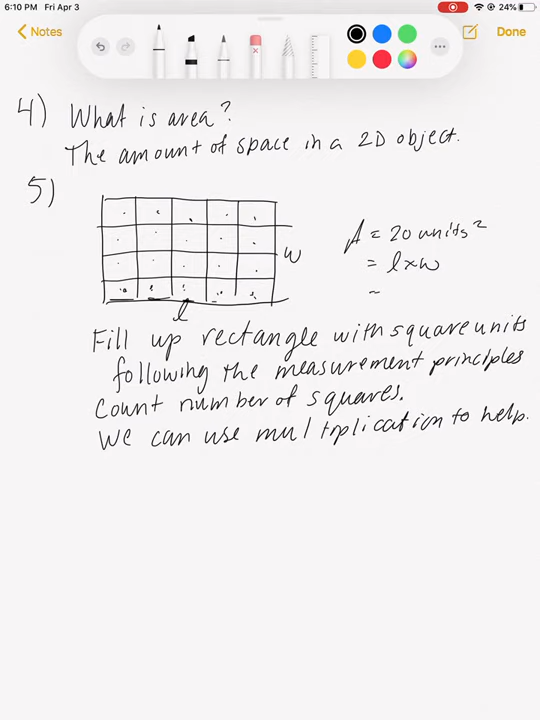 6:10 PM Fri Apr 3
24%
Notes
Done
4) What is area?
The amount of space in a 2D object.
5)
A = 20 units²
= l x w
=
w
l
Fill up rectangle with square units
following the measurement principles
Count number of squares.
We can use multiplication to help.